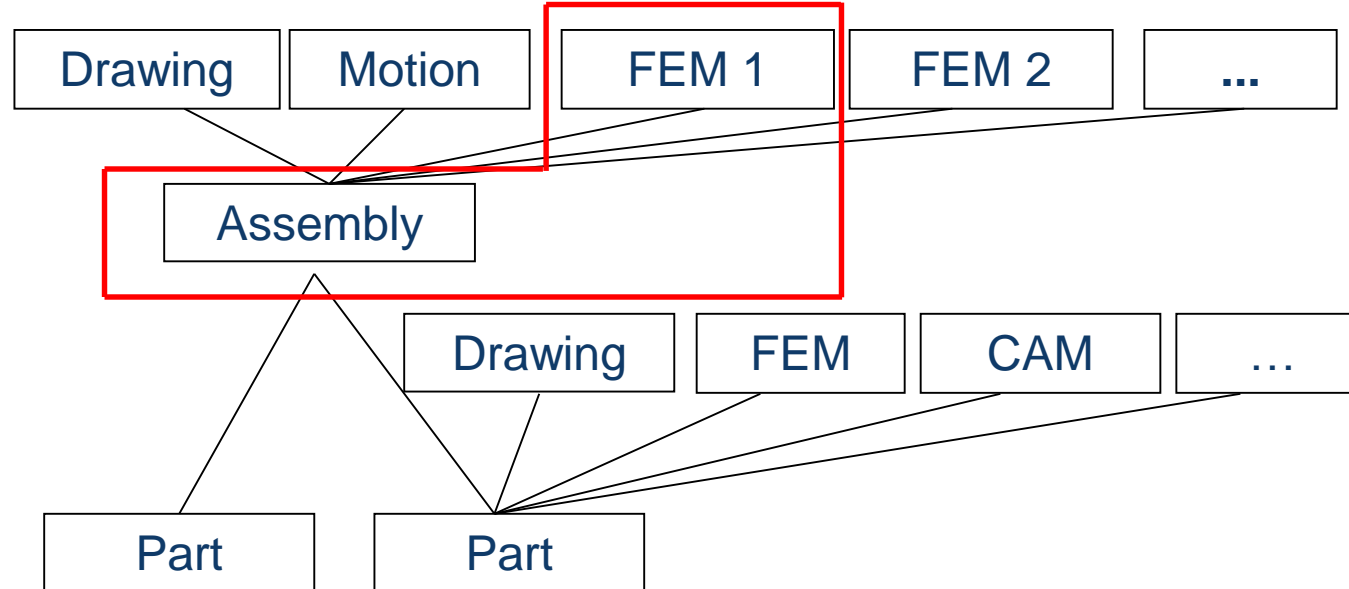 Drawing
Motion
FEM 1
FEM 2
...
Assembly
Drawing
FEM
CAM
…
Part
Part